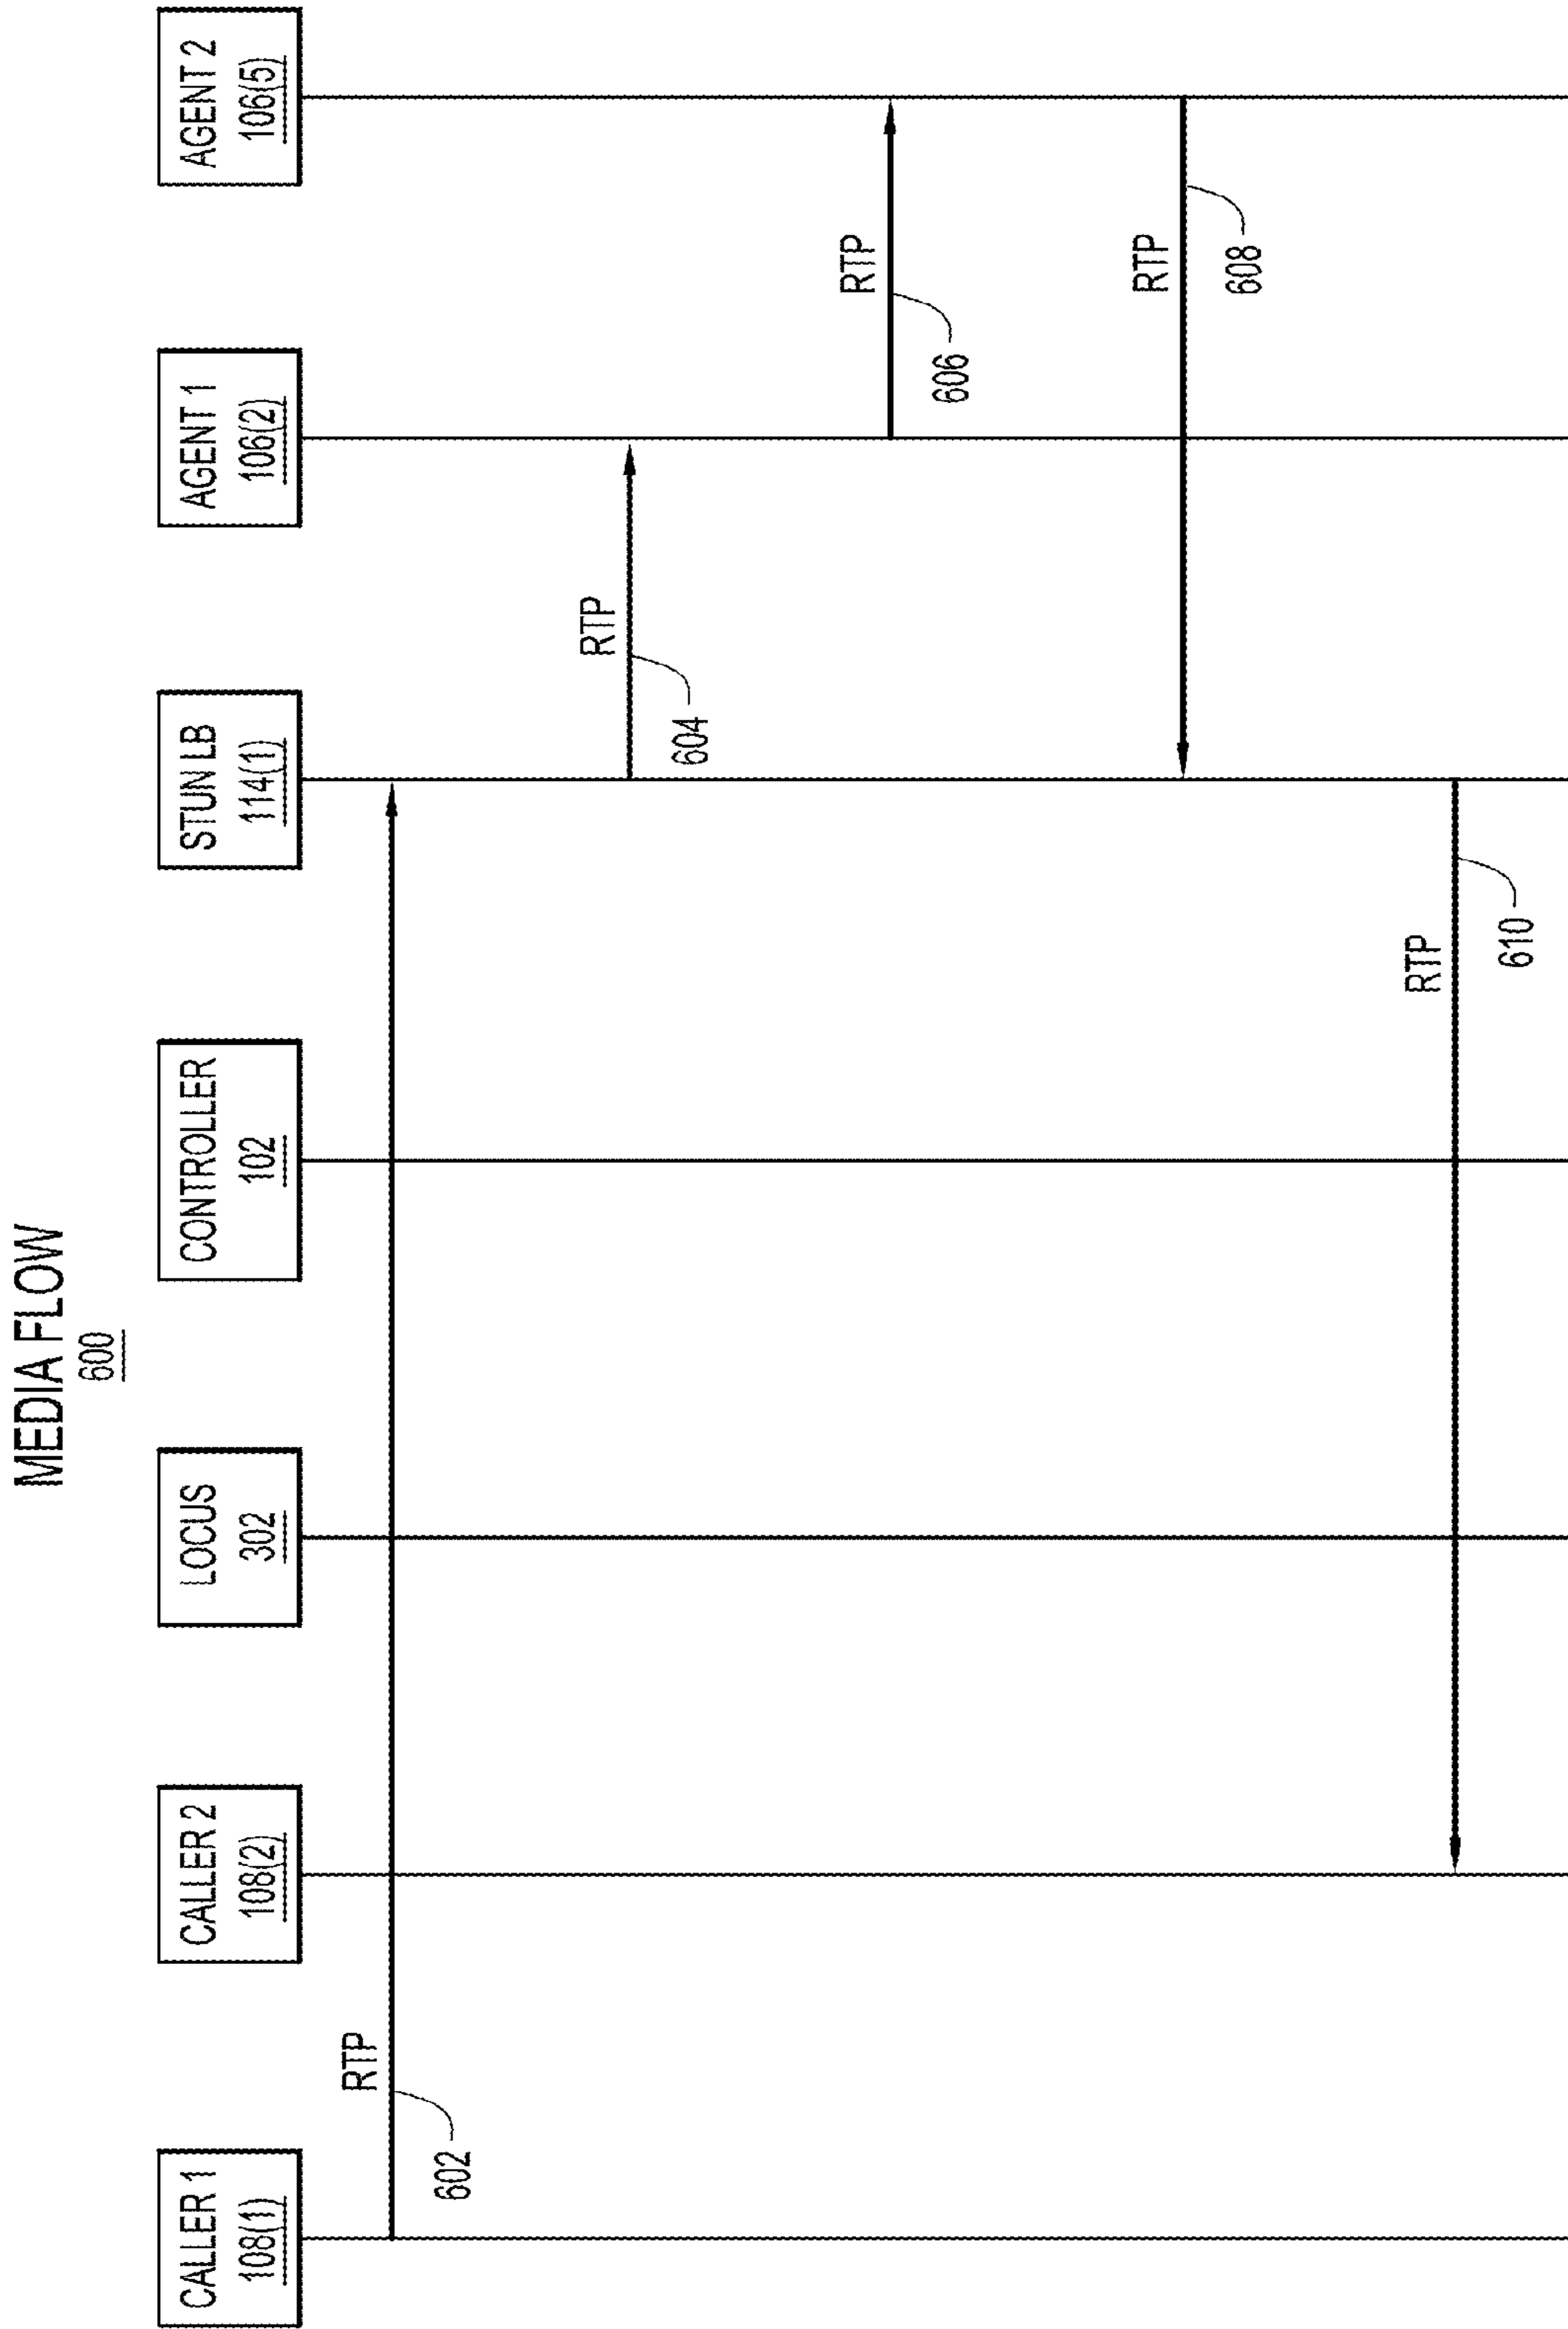 MEDIA FLOW
600
CALLER 1
108(1)
CALLER 2
108(2)
LOCUS
302
CONTROLLER
102
STUN LB
114(1)
AGENT 1
106(2)
AGENT 2
106(5)
RTP
602
RTP
604
RTP
606
RTP
608
RTP
610